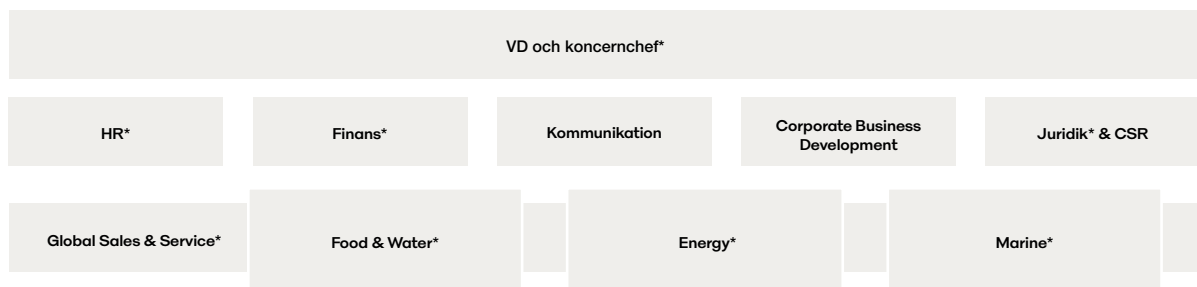 VD och koncernchef*
HR*
Finans*
Kommunikation
Corporate Business
Development
Juridik* & CSR
Global Sales & Service*
Food & Water*
Energy*
Marine*